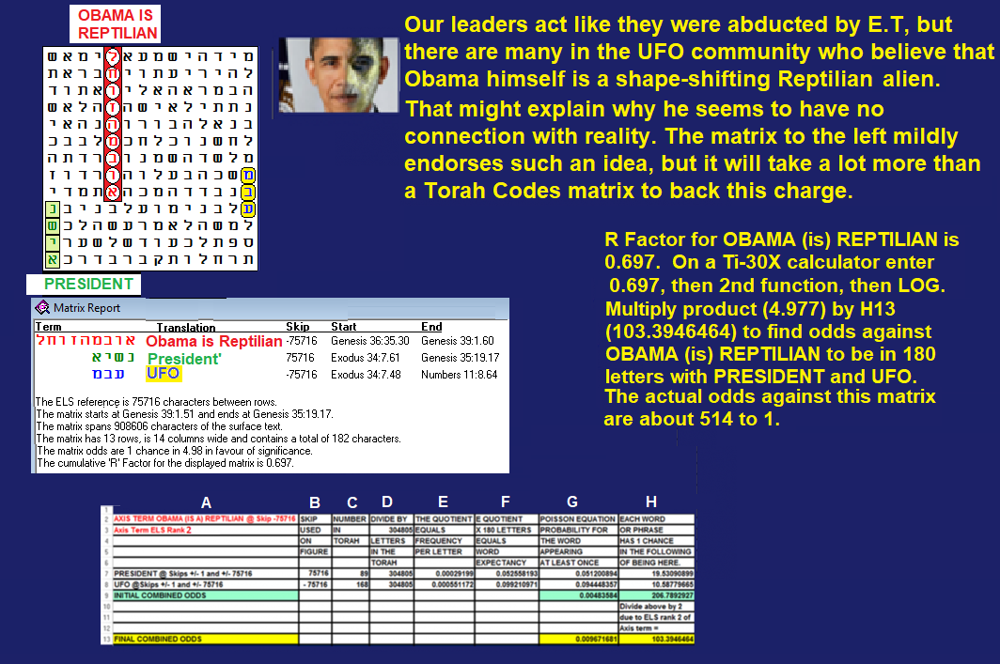 OBAMA IS
REPTILIAN
מידהישמעאלימאש
להיריעתייחבראת
הבמראהאליואתוד
נתתילאישהזהלאש
בנאלהברורהנהאי
לחשנוכלחכמלבבכ
מלשדהשמנוברדתה
משכהבעלוהורדוז
בנבדדהמכהאתמדי
עלבנימועלבניבנ
למשהלאמרעשהלכש
ספתלכעודשלשערי
תרחלותקברבדרכא
PRESIDENT
Our leaders act like they were abducted by E.T, but
there are many in the UFO community who believe that
Obama himself is a shape-shifting Reptilian alien.
That might explain why he seems to have no
connection with reality. The matrix to the left mildly
endorses such an idea, but it will take a lot more than
a Torah Codes matrix to back this charge.
R Factor for OBAMA (is) REPTILIAN is
0.697. On a Ti-30X calculator enter
0.697, then 2nd function, then LOG.
Multiply product (4.977) by H13
(103.3946464) to find odds against
OBAMA (is) REPTILIAN to be in 180
letters with PRESIDENT and UFO.
The actual odds against this matrix
are about 514 to 1.
Matrix Report
Term Translation Skip Start End
אובמהזוחל Obama is Reptilian -75716 Genesis 36:35.30 Genesis 39:1.60
נשיא President' 75716 Exodus 34:7.61 Genesis 35:19.17
עבמ UFO -75716 Exodus 34:7.48 Numbers 11:8.64
The ELS reference is 75716 characters between rows.
The matrix starts at Genesis 39:1.51 and ends at Genesis 35:19.17.
The matrix spans 908606 characters of the surface text.
The matrix has 13 rows, is 14 columns wide and contains a total of 182 characters.
The matrix odds are 1 chance in 4.98 in favour of significance.
The cumulative 'R' Factor for the displayed matrix is 0.697.
A B C D E F G H
1
2 AXIS TERM OBAMA (IS A) REPTILIAN @ Skip -75716 SKIP NUMBER DIVIDE BY THE QUOTIENT E QUOTIENT POISSON EQUATION EACH WORD
3 Axis Term ELS Rank 2 USED IN 304805 EQUALS X 180 LETTERS PROBABILITY FOR OR PHRASE
4 ON TORAH LETTERS FREQUENCY EQUALS THE WORD HAS 1 CHANCE
5 FIGURE IN THE PER LETTER WORD APPEARING IN THE FOLLOWING
6 TORAH EXPECTANCY AT LEAST ONCE OF BEING HERE.
7 PRESIDENT @ Skips +/- 1 and +/- 75716 75716 89 304805 0.00029199 0.052558193 0.051200894 19.53090899
8 UFO @Skips +/- 1 and +/- 75716 -75716 168 304805 0.000551172 0.099210971 0.094448357 10.58779665
9 INITIAL COMBINED ODDS 0.00483584 206.7892927
10 Divide above by 2
11 due to ELS rank 2 of
12 Axis term =
13 FINAL COMBINED ODDS 0.009671681 103.3946464